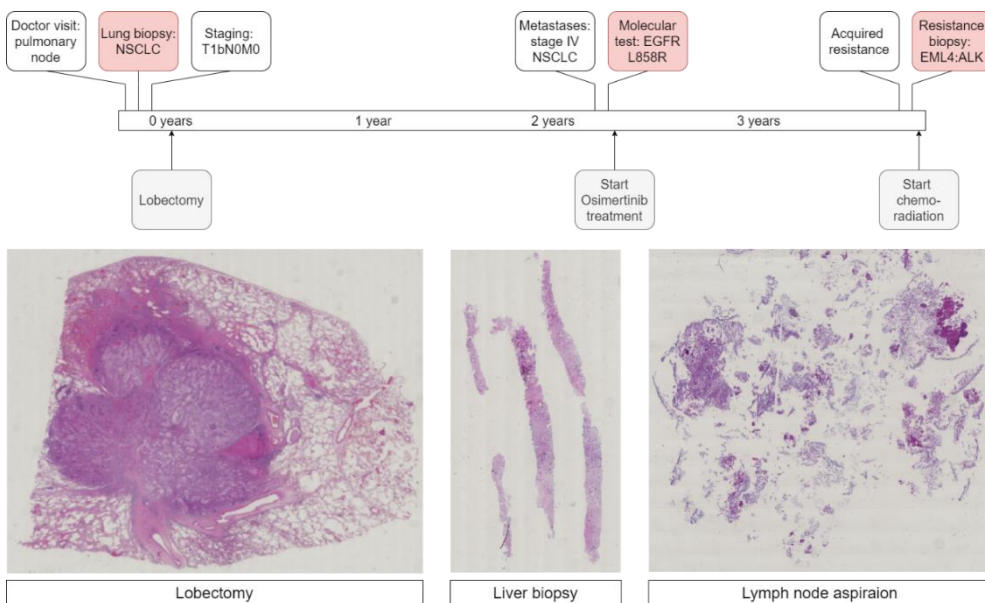 Doctor visit:
pulmonary
node
Lung biopsy:
NSCLC
Staging:
T1bN0M0
Metastases:
stage IV
NSCLC
Molecular
test: EGFR
L858R
Acquired
resistance
Resistance
biopsy:
EML4:ALK
0 years
1 year
2 years
3 years
Lobectomy
Start
Osimertinib
treatment
Start
chemo-
radiation
Lobectomy
Liver biopsy
Lymph node aspiraion